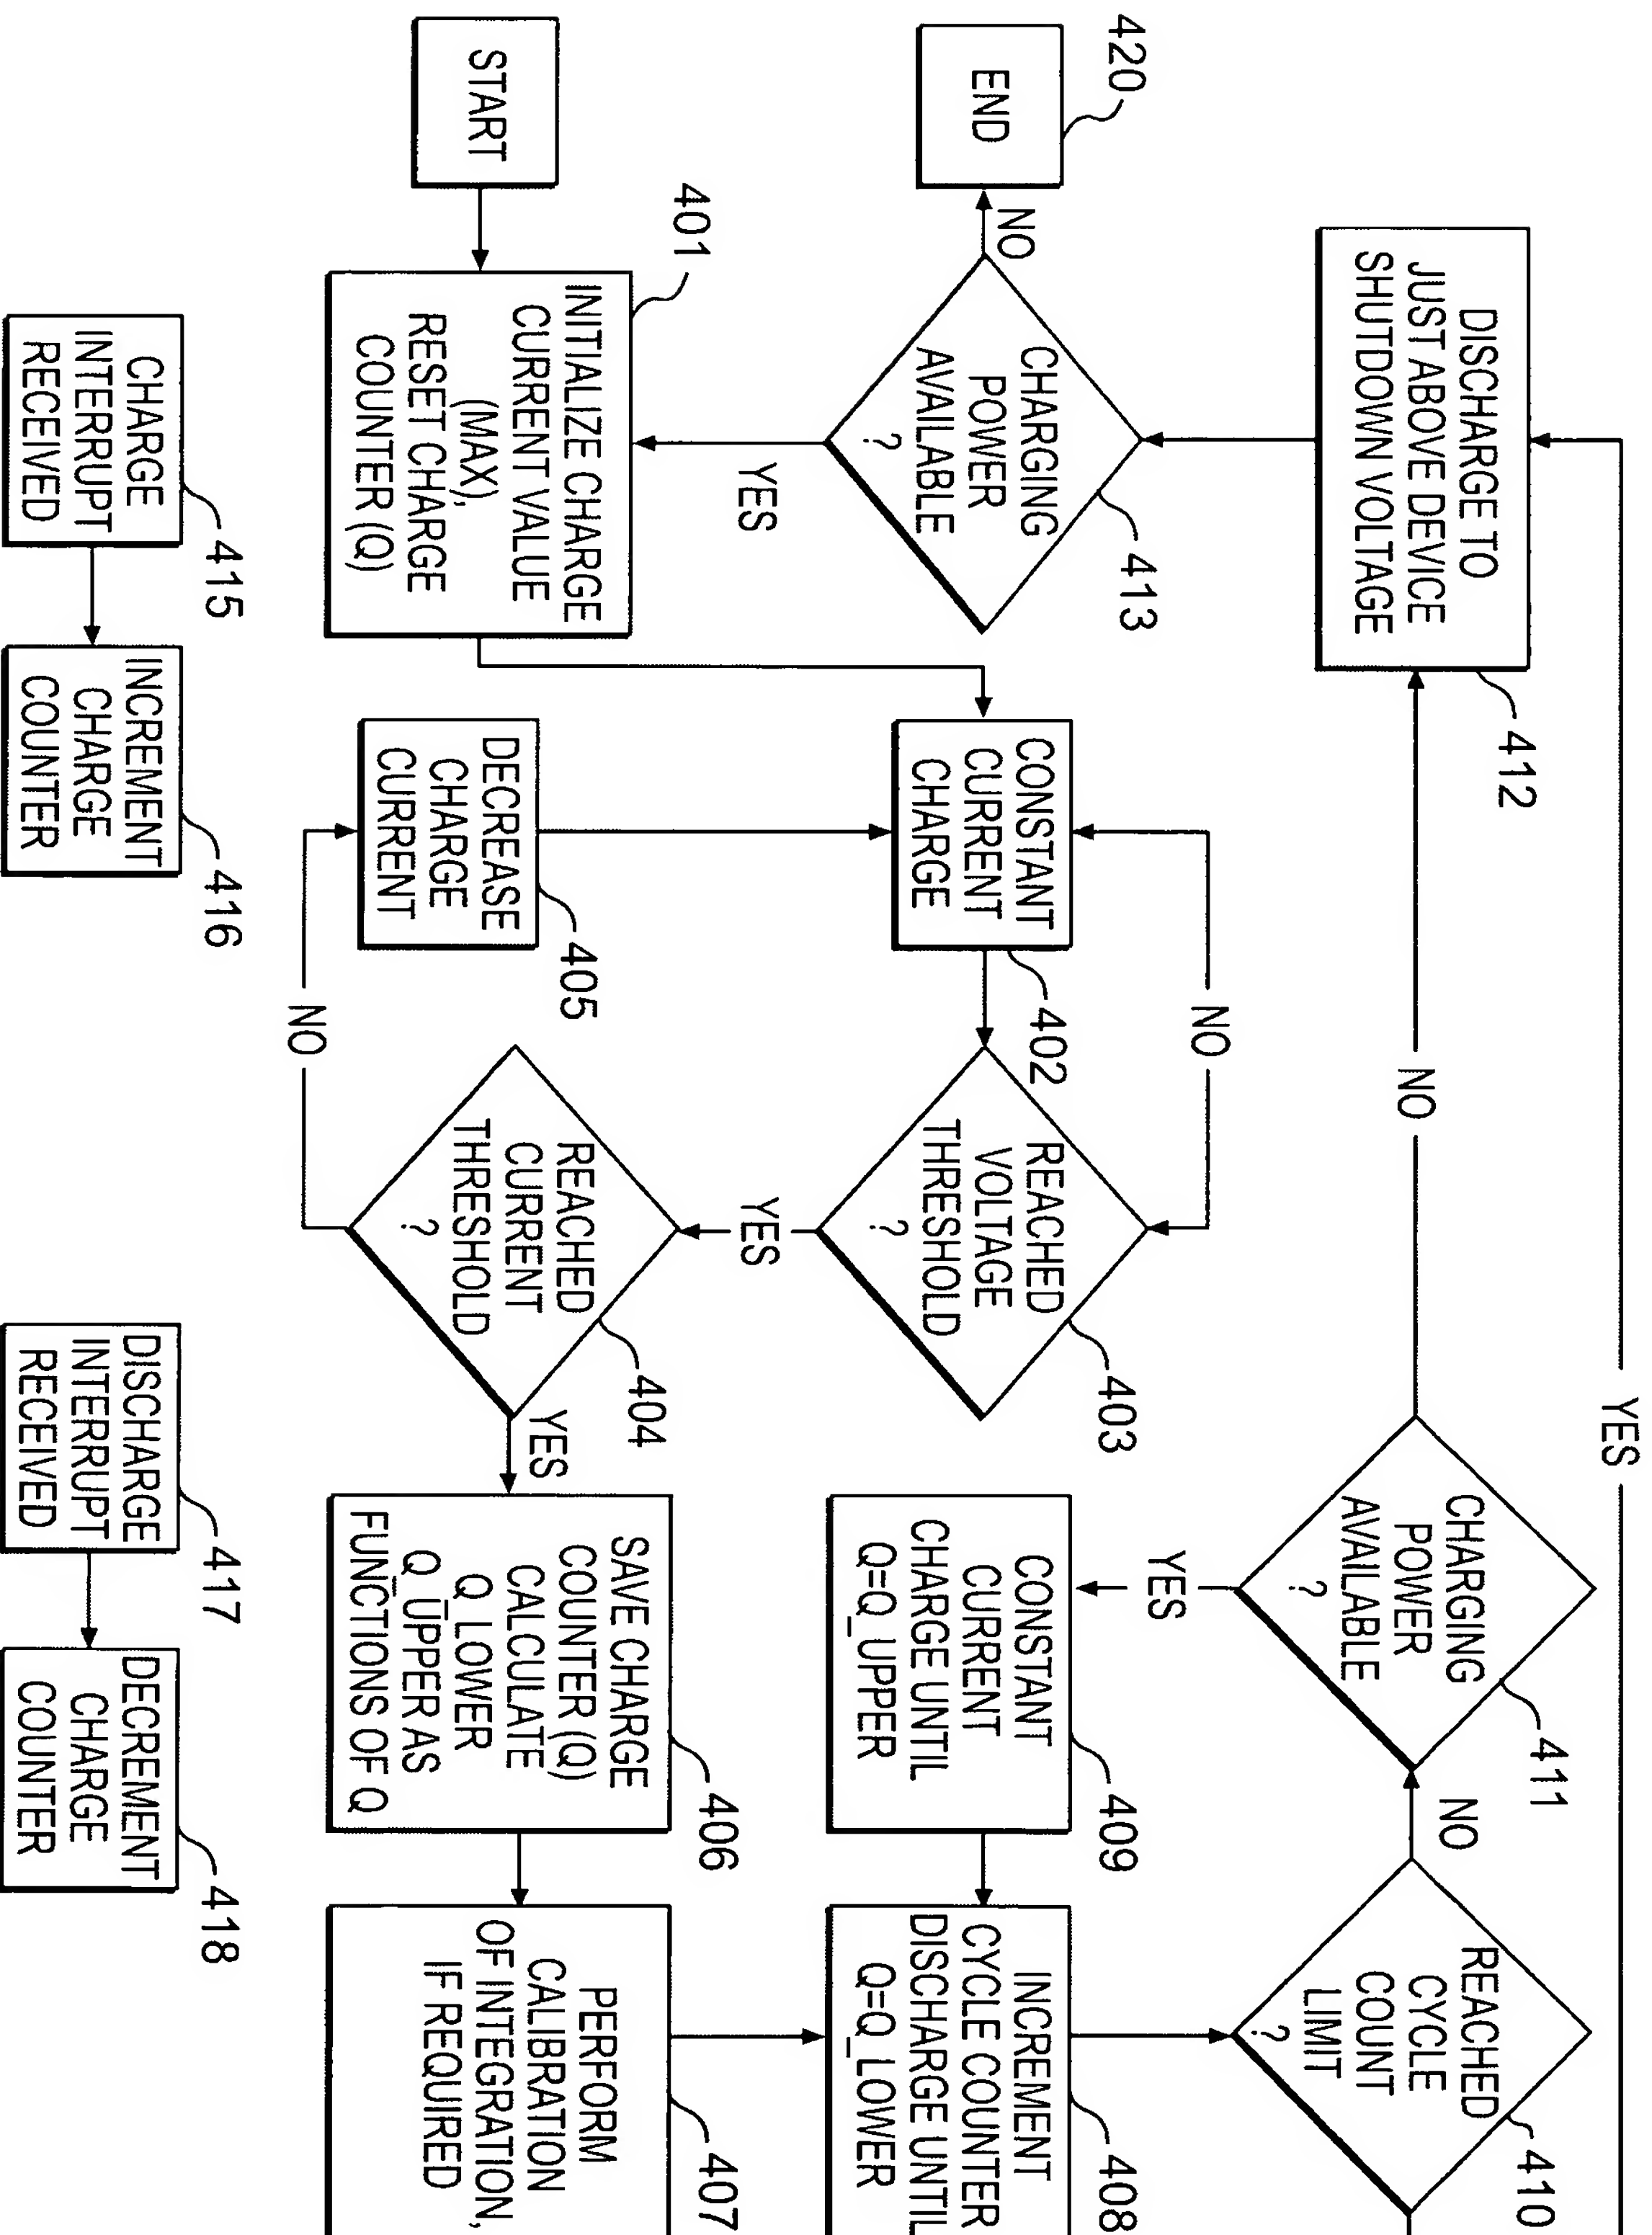 YES
DISCHARGE TO
JUST ABOVE DEVICE
SHUTDOWN VOLTAGE
412
NO
CHARGING
POWER
AVAILABLE
?
411
NO
REACHED
CYCLE
COUNT
LIMIT
?
410
YES
420
END
NO
CHARGING
POWER
AVAILABLE
?
413
YES
CONSTANT
CURRENT
CHARGE
402
NO
REACHED
VOLTAGE
THRESHOLD
?
403
YES
CONSTANT
CURRENT
CHARGE UNTIL
Q=Q_UPPER
409
INCREMENT
CYCLE COUNTER
DISCHARGE UNTIL
Q=Q_LOWER
408
START
401
INITIALIZE CHARGE
CURRENT VALUE
(MAX),
RESET CHARGE
COUNTER (Q)
DECREASE
CHARGE
CURRENT
405
NO
REACHED
CURRENT
THRESHOLD
?
404
YES
SAVE CHARGE
COUNTER (Q)
CALCULATE
Q_LOWER
Q_UPPER AS
FUNCTIONS OF Q
406
PERFORM
CALIBRATION
OF INTEGRATION,
IF REQUIRED
407
CHARGE
INTERRUPT
RECEIVED
415
INCREMENT
CHARGE
COUNTER
416
DISCHARGE
INTERRUPT
RECEIVED
417
DECREMENT
CHARGE
COUNTER
418